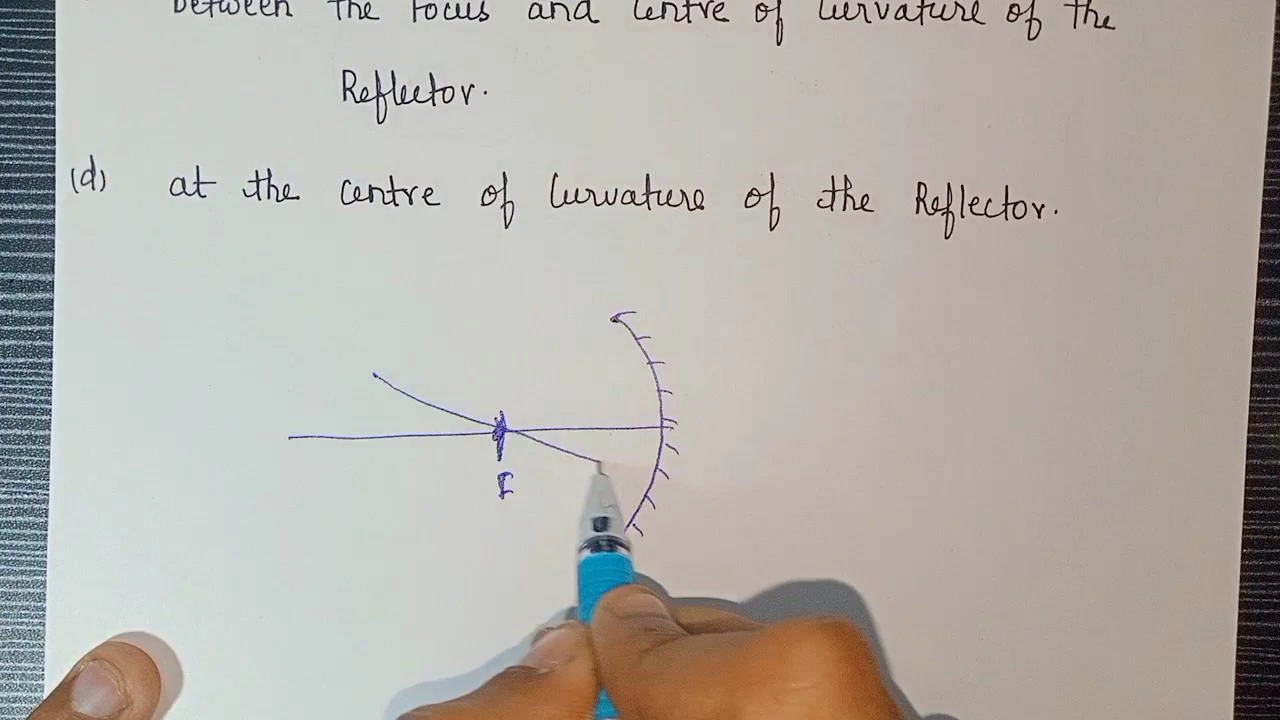 between the Focus and Centre of Curvature of the
Reflector.
(d) at the centre of Curvature of the Reflector.
F